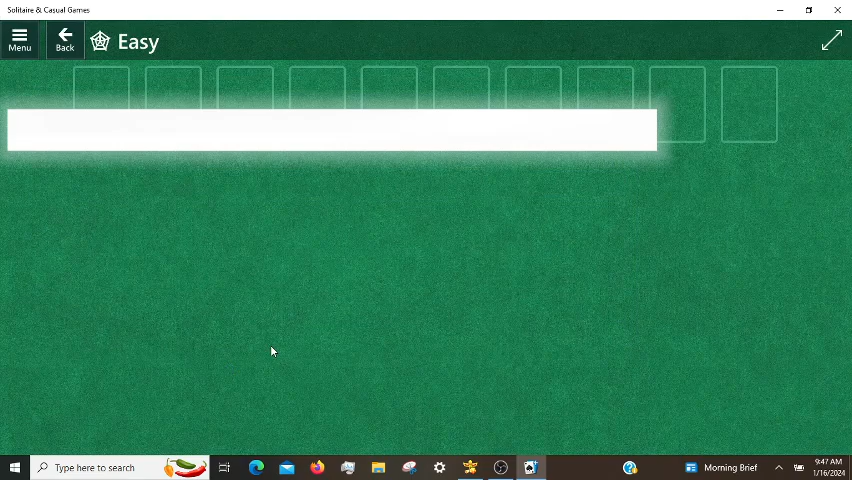 Solitaire & Casual Games
Menu
Back
Easy
Type here to search
Morning Brief
9:47 AM
1/16/2024